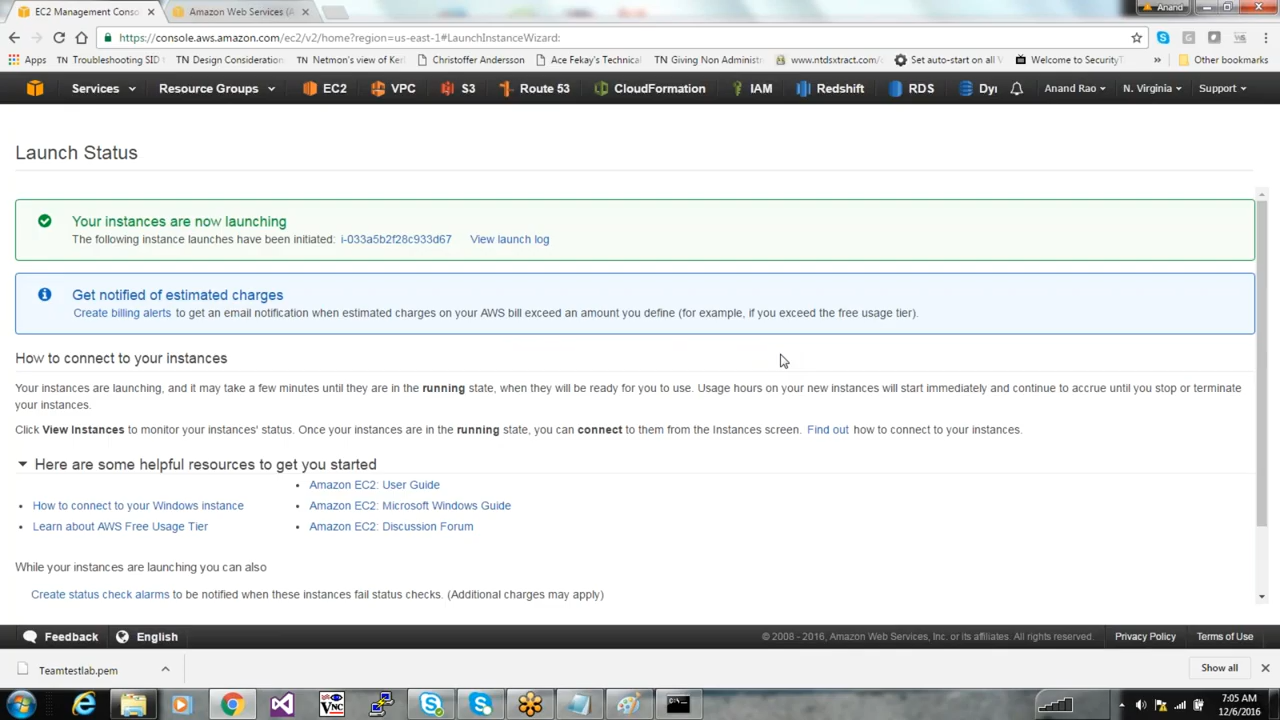 EC2 Management Conso
Amazon Web Services (A
Anand
https://console.aws.amazon.com/ec2/v2/home?region=us-east-1#LaunchInstanceWizard:
Apps
TN Troubleshooting SID
TN Design Consideration
TN Netmon's view of Ker
Christoffer Andersson
Ace Fekay's Technical
TN Giving Non Administr
www.ntdsxtract.com/
Set auto-start on all V
Welcome to SecurityT
»
Other bookmarks
Services
Resource Groups
EC2
VPC
S3
Route 53
CloudFormation
IAM
Redshift
RDS
Dyn
Anand Rao
N. Virginia
Support
Launch Status
Your instances are now launching
The following instance launches have been initiated: i-033a5b2f28c933d67 View launch log
Get notified of estimated charges
Create billing alerts to get an email notification when estimated charges on your AWS bill exceed an amount you define (for example, if you exceed the free usage tier).
How to connect to your instances
Your instances are launching, and it may take a few minutes until they are in the running state, when they will be ready for you to use. Usage hours on your new instances will start immediately and continue to accrue until you stop or terminate
your instances.
Click View Instances to monitor your instances' status. Once your instances are in the running state, you can connect to them from the Instances screen. Find out how to connect to your instances.
Here are some helpful resources to get you started
• How to connect to your Windows instance
• Learn about AWS Free Usage Tier
• Amazon EC2: User Guide
• Amazon EC2: Microsoft Windows Guide
• Amazon EC2: Discussion Forum
While your instances are launching you can also
Create status check alarms to be notified when these instances fail status checks. (Additional charges may apply)
Feedback
English
© 2008 - 2016, Amazon Web Services, Inc. or its affiliates. All rights reserved.
Privacy Policy
Terms of Use
Teamtestlab.pem
Show all
7:05 AM
12/6/2016